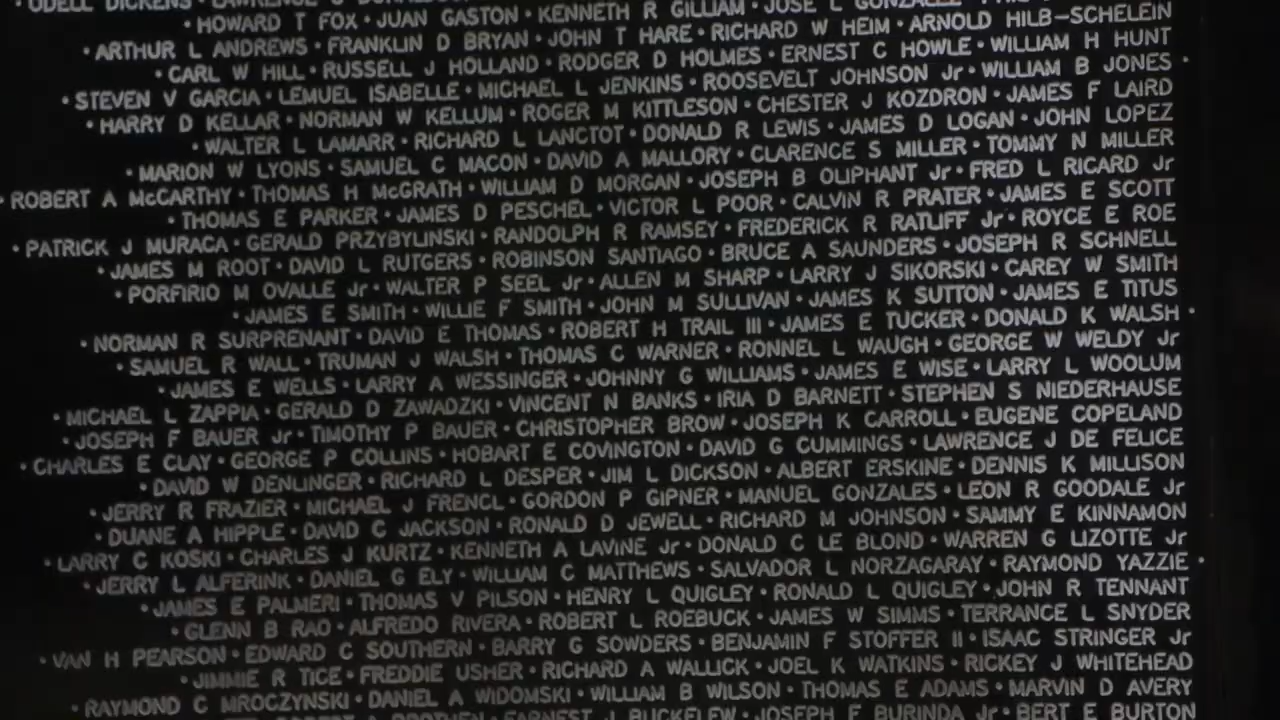 ODELL DICKENS
• HOWARD T FOX • JUAN GASTON • KENNETH R GILLIAM • JOSE L
• ARTHUR L ANDREWS • FRANKLIN D BRYAN • JOHN T HARE • RICHARD W HEIM • ARNOLD HILB-SCHELEIN
• CARL W HILL • RUSSELL J HOLLAND • RODGER D HOLMES • ERNEST C HOWLE • WILLIAM H HUNT
• STEVEN V GARCIA • LEMUEL ISABELLE • MICHAEL L JENKINS • ROOSEVELT JOHNSON Jr • WILLIAM B JONES •
• HARRY D KELLAR • NORMAN W KELLUM • ROGER M KITTLESON • CHESTER J KOZDRON • JAMES F LAIRD
• WALTER L LAMARR • RICHARD L LANCTOT • DONALD R LEWIS • JAMES D LOGAN • JOHN LOPEZ
• MARION W LYONS • SAMUEL C MACON • DAVID A MALLORY • CLARENCE S MILLER • TOMMY N MILLER
• ROBERT A McCARTHY • THOMAS H McGRATH • WILLIAM D MORGAN • JOSEPH B OLIPHANT Jr • FRED L RICARD Jr
• THOMAS E PARKER • JAMES D PESCHEL • VICTOR L POOR • CALVIN R PRATER • JAMES E SCOTT
• PATRICK J MURACA • GERALD PRZYBYLINSKI • RANDOLPH R RAMSEY • FREDERICK R RATLIFF Jr • ROYCE E ROE
• JAMES M ROOT • DAVID L RUTGERS • ROBINSON SANTIAGO • BRUCE A SAUNDERS • JOSEPH R SCHNELL
• PORFIRIO M OVALLE Jr • WALTER P SEEL Jr • ALLEN M SHARP • LARRY J SIKORSKI • CAREY W SMITH
• JAMES E SMITH • WILLIE F SMITH • JOHN M SULLIVAN • JAMES K SUTTON • JAMES E TITUS
• NORMAN R SURPRENANT • DAVID E THOMAS • ROBERT H TRAIL III • JAMES E TUCKER • DONALD K WALSH •
• SAMUEL R WALL • TRUMAN J WALSH • THOMAS C WARNER • RONNEL L WAUGH • GEORGE W WELDY Jr
• JAMES E WELLS • LARRY A WESSINGER • JOHNNY G WILLIAMS • JAMES E WISE • LARRY L WOOLUM
• MICHAEL L ZAPPIA • GERALD D ZAWADZKI • VINCENT N BANKS • IRIA D BARNETT • STEPHEN S NIEDERHAUSE
• JOSEPH F BAUER Jr • TIMOTHY P BAUER • CHRISTOPHER BROW • JOSEPH K CARROLL • EUGENE COPELAND
• CHARLES E CLAY • GEORGE P COLLINS • HOBART E COVINGTON • DAVID G CUMMINGS • LAWRENCE J DE FELICE
• DAVID W DENLINGER • RICHARD L DESPER • JIM L DICKSON • ALBERT ERSKINE • DENNIS K MILLISON
• JERRY R FRAZIER • MICHAEL J FRENCL • GORDON P GIPNER • MANUEL GONZALES • LEON R GOODALE Jr
• DUANE A HIPPLE • DAVID C JACKSON • RONALD D JEWELL • RICHARD M JOHNSON • SAMMY E KINNAMON
• LARRY C KOSKI • CHARLES J KURTZ • KENNETH A LAVINE Jr • DONALD C LE BLOND • WARREN G LIZOTTE Jr
• JERRY L ALFERINK • DANIEL G ELY • WILLIAM C MATTHEWS • SALVADOR L NORZAGARAY • RAYMOND YAZZIE •
• JAMES E PALMERI • THOMAS V PILSON • HENRY L QUIGLEY • RONALD L QUIGLEY • JOHN R TENNANT
• GLENN B RAO • ALFREDO RIVERA • ROBERT L ROEBUCK • JAMES W SIMMS • TERRANCE L SNYDER
• VAN H PEARSON • EDWARD C SOUTHERN • BARRY G SOWDERS • BENJAMIN F STOFFER II • ISAAC STRINGER Jr
• JIMMIE R TICE • FREDDIE USHER • RICHARD A WALLICK • JOEL K WATKINS • RICKEY J WHITEHEAD
• RAYMOND C MROCZYNSKI • DANIEL A WIDOMSKI • WILLIAM B WILSON • THOMAS E ADAMS • MARVIN D AVERY
EARNEST J BUCKELEW • JOSEPH F BURINDA Jr • BERT E BURTON